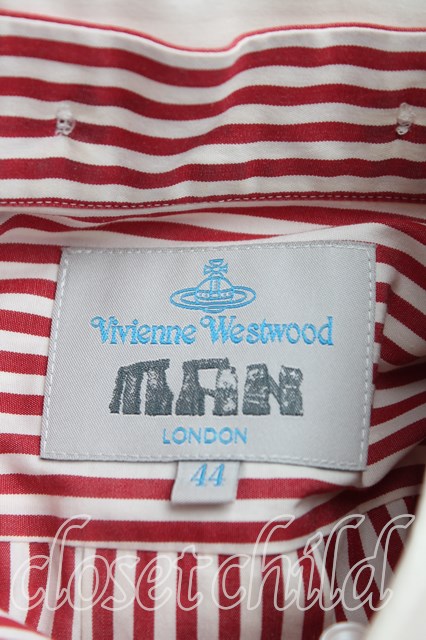 Vivienne Westwood
MAN
LONDON
44
closet child